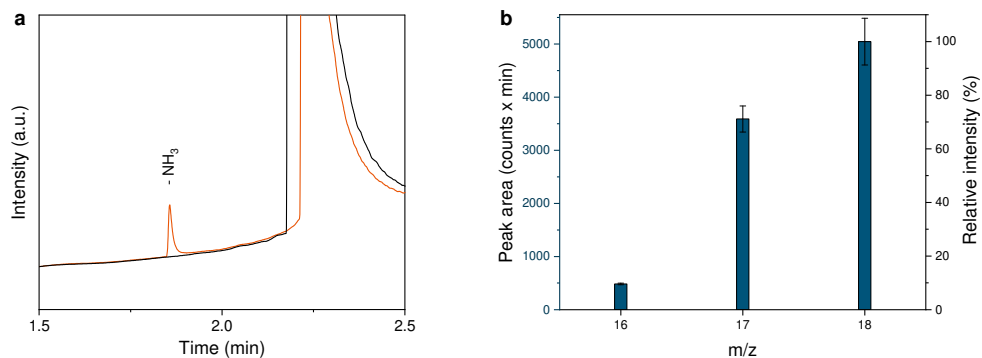 a
Intensity (a.u.)
- NH3
1.5
2.0
2.5
Time (min)
b
Peak area (counts x min)
5000
4000
3000
2000
1000
0
16
17
18
m/z
100
80
60
40
20
0
Relative intensity (%)